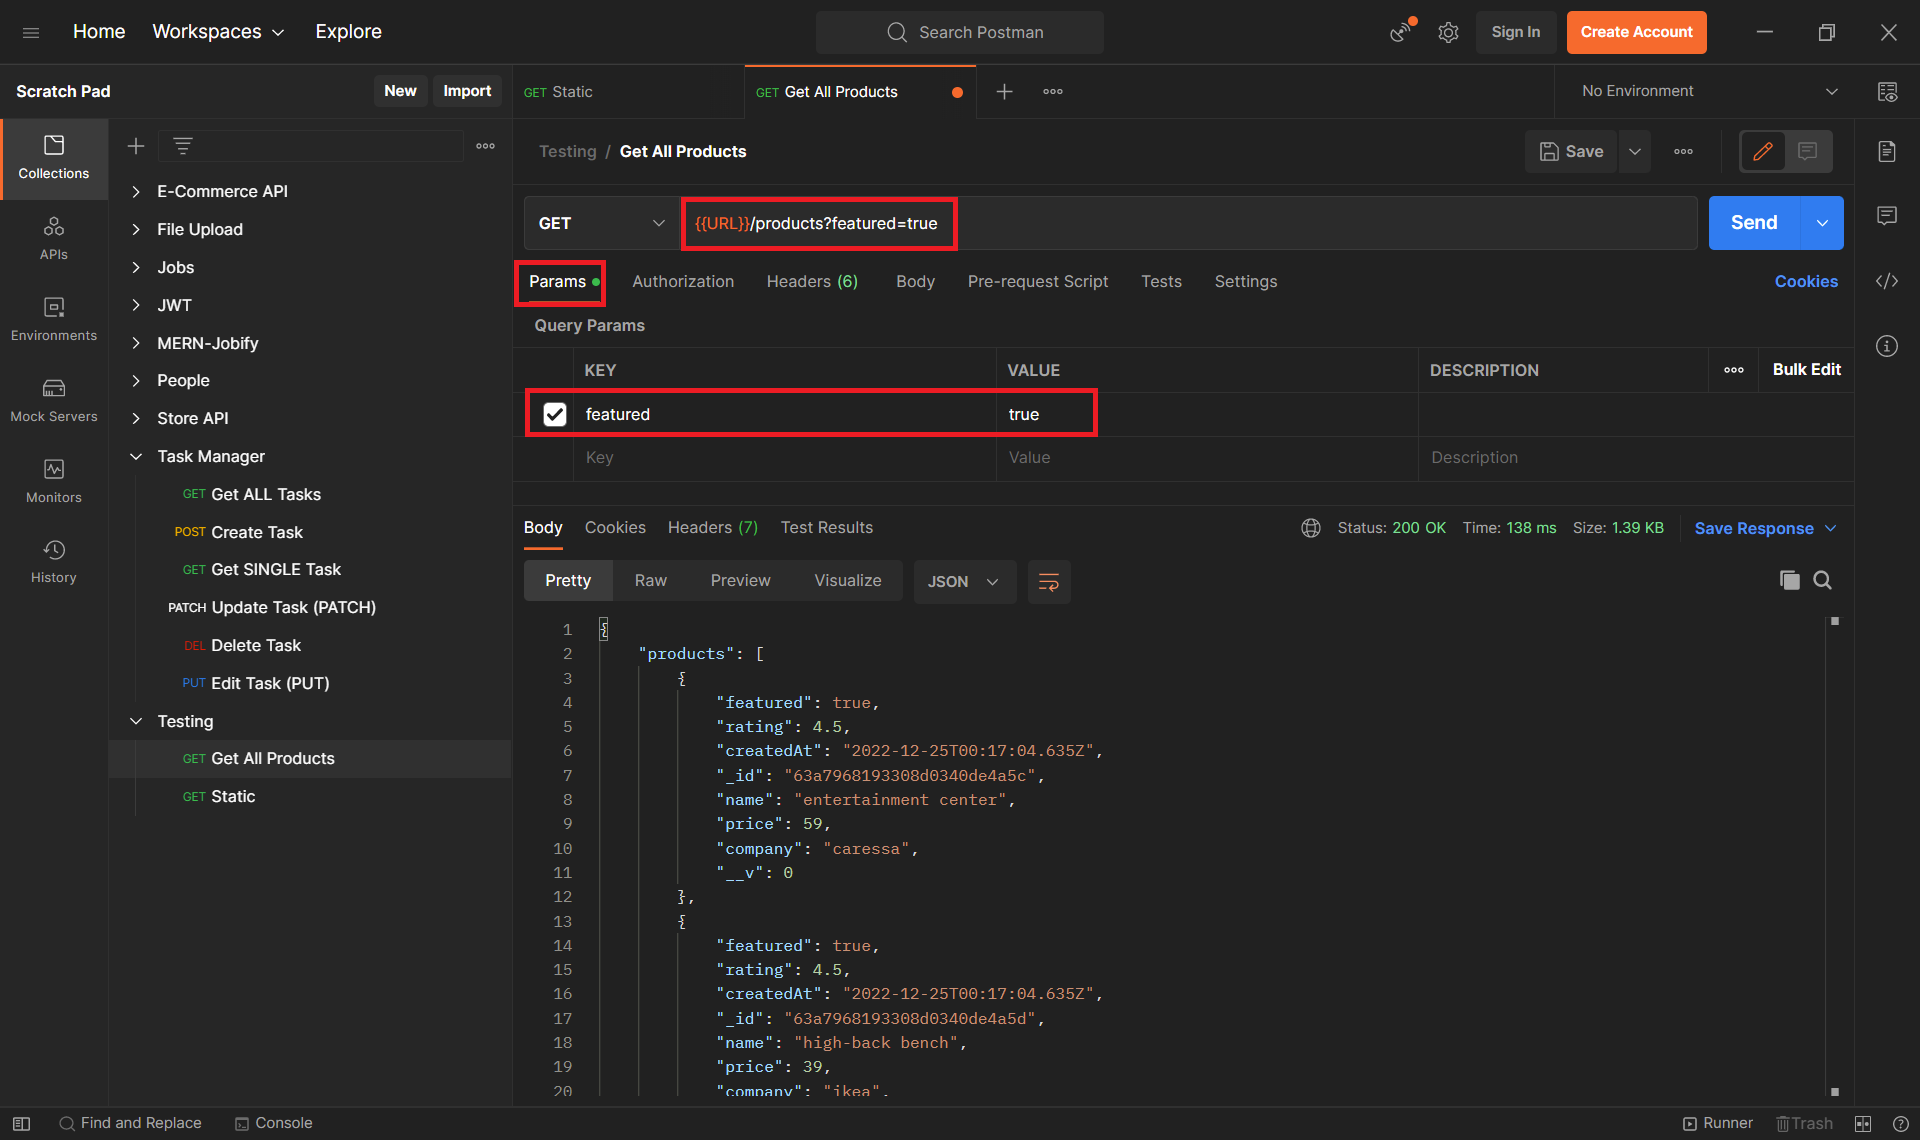 Home Workspaces Explore Search Postman Sign In Create Account
Scratch Pad New Import GET Static GET Get All Products No Environment
Testing / Get All Products Save
Collections
APIs
Environments
Mock Servers
Monitors
History
E-Commerce API
File Upload
Jobs
JWT
MERN-Jobify
People
Store API
Task Manager
GET Get ALL Tasks
POST Create Task
GET Get SINGLE Task
PATCH Update Task (PATCH)
DEL Delete Task
PUT Edit Task (PUT)
Testing
GET Get All Products
GET Static
GET {{URL}}/products?featured=true Send
Params Authorization Headers (6) Body Pre-request Script Tests Settings Cookies
Query Params
KEY VALUE DESCRIPTION Bulk Edit
featured true
Key Value Description
Body Cookies Headers (7) Test Results Status: 200 OK Time: 138 ms Size: 1.39 KB Save Response
Pretty Raw Preview Visualize JSON
1 {
2 "products": [
3 {
4 "featured": true,
5 "rating": 4.5,
6 "createdAt": "2022-12-25T00:17:04.635Z",
7 "_id": "63a7968193308d0340de4a5c",
8 "name": "entertainment center",
9 "price": 59,
10 "company": "caressa",
11 "__v": 0
12 },
13 {
14 "featured": true,
15 "rating": 4.5,
16 "createdAt": "2022-12-25T00:17:04.635Z",
17 "_id": "63a7968193308d0340de4a5d",
18 "name": "high-back bench",
19 "price": 39,
20 "company": "ikea",
Find and Replace Console Runner Trash